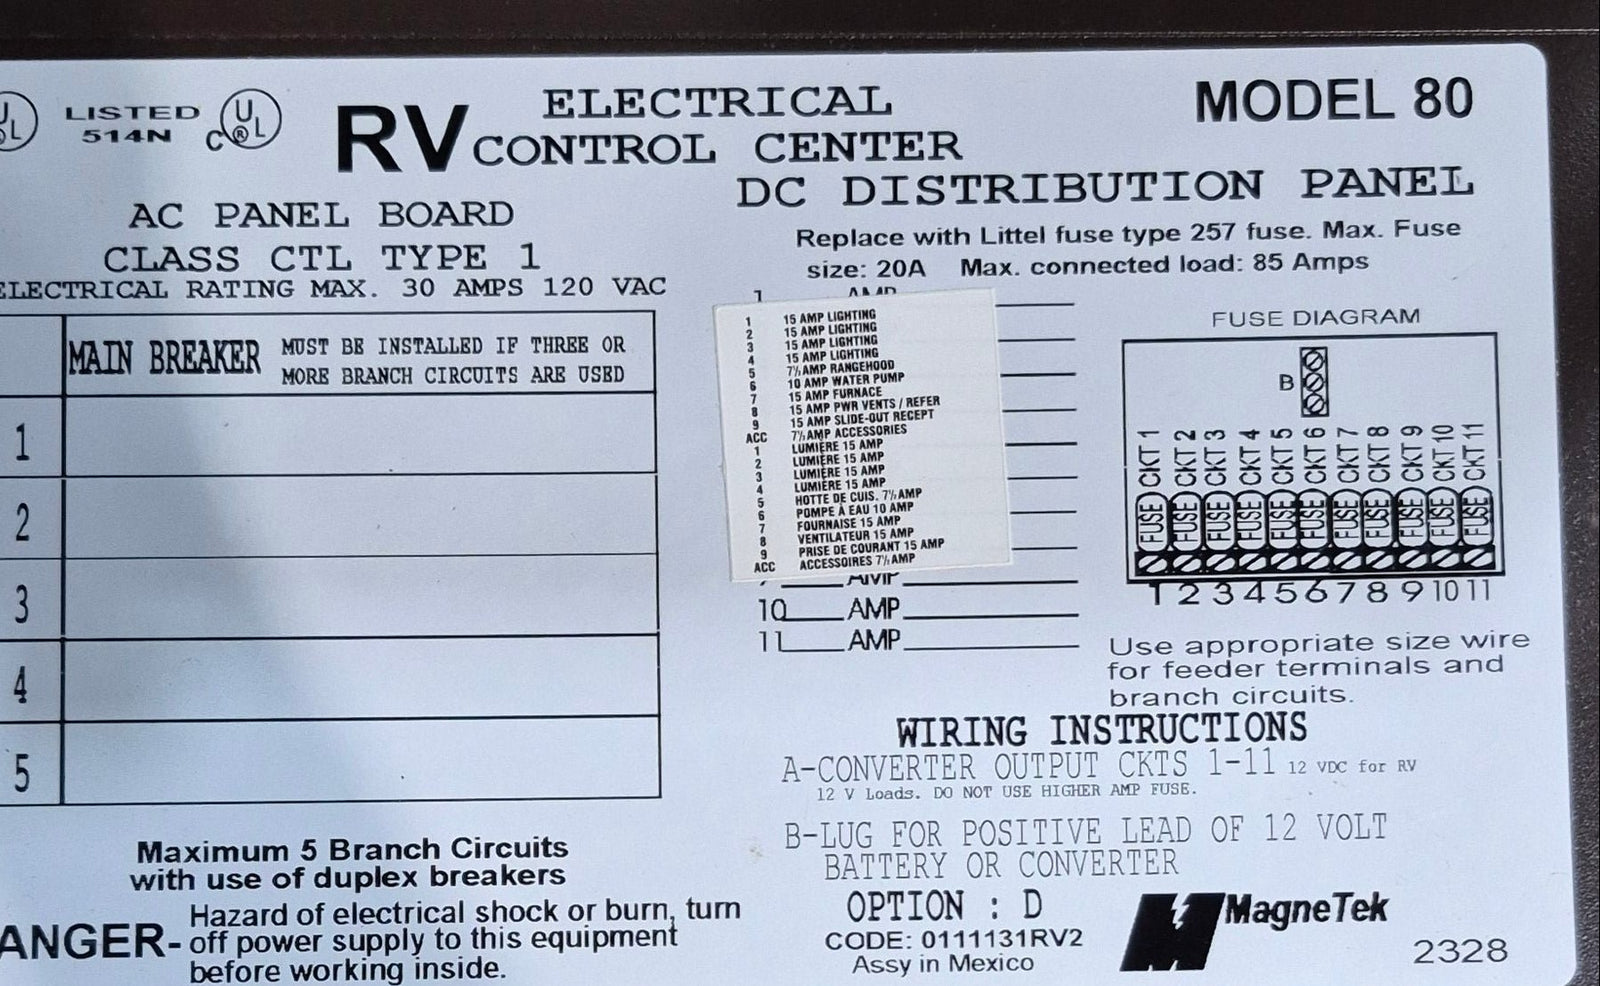 LISTED
514N
RV ELECTRICAL
CONTROL CENTER
MODEL 80
AC PANEL BOARD
CLASS CTL TYPE 1
ELECTRICAL RATING MAX. 30 AMPS 120 VAC
MAIN BREAKER MUST BE INSTALLED IF THREE OR
MORE BRANCH CIRCUITS ARE USED
1
2
3
4
5
Maximum 5 Branch Circuits
with use of duplex breakers
ANGER- Hazard of electrical shock or burn, turn
off power supply to this equipment
before working inside.
DC DISTRIBUTION PANEL
Replace with Littel fuse type 257 fuse. Max. Fuse
size: 20A Max. connected load: 85 Amps
1 AMP
1 15 AMP LIGHTING
2 15 AMP LIGHTING
3 15 AMP LIGHTING
4 15 AMP LIGHTING
5 7½ AMP RANGEHOOD
6 10 AMP WATER PUMP
7 15 AMP FURNACE
8 15 AMP PWR VENTS / REFER
9 15 AMP SLIDE-OUT RECEPT
ACC 7½ AMP ACCESSORIES
1 LUMIÈRE 15 AMP
2 LUMIÈRE 15 AMP
3 LUMIÈRE 15 AMP
4 LUMIÈRE 15 AMP
5 HOTTE DE CUIS. 7½ AMP
6 POMPE À EAU 10 AMP
7 FOURNAISE 15 AMP
8 VENTILATEUR 15 AMP
9 PRISE DE COURANT 15 AMP
ACC ACCESSOIRES 7½ AMP
AMP
10 AMP
11 AMP
FUSE DIAGRAM
B
CKT 1 CKT 2 CKT 3 CKT 4 CKT 5 CKT 6 CKT 7 CKT 8 CKT 9 CKT 10 CKT 11
FUSE FUSE FUSE FUSE FUSE FUSE FUSE FUSE FUSE FUSE FUSE
1 2 3 4 5 6 7 8 9 10 11
Use appropriate size wire
for feeder terminals and
branch circuits.
WIRING INSTRUCTIONS
A-CONVERTER OUTPUT CKTS 1-11 12 VDC for RV
12 V Loads. DO NOT USE HIGHER AMP FUSE.
B-LUG FOR POSITIVE LEAD OF 12 VOLT
BATTERY OR CONVERTER
OPTION : D
CODE: 0111131RV2
Assy in Mexico
MagneTek
2328